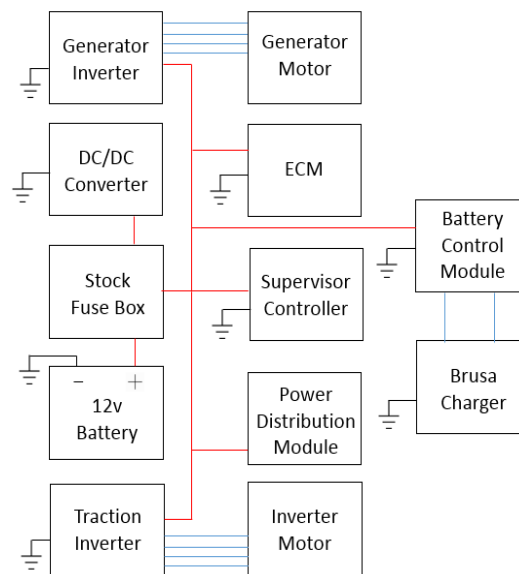 Generator
Inverter
Generator
Motor
DC/DC
Converter
ECM
Battery
Control
Module
Stock
Fuse Box
Supervisor
Controller
Brusa
Charger
− +
12v
Battery
Power
Distribution
Module
Traction
Inverter
Inverter
Motor